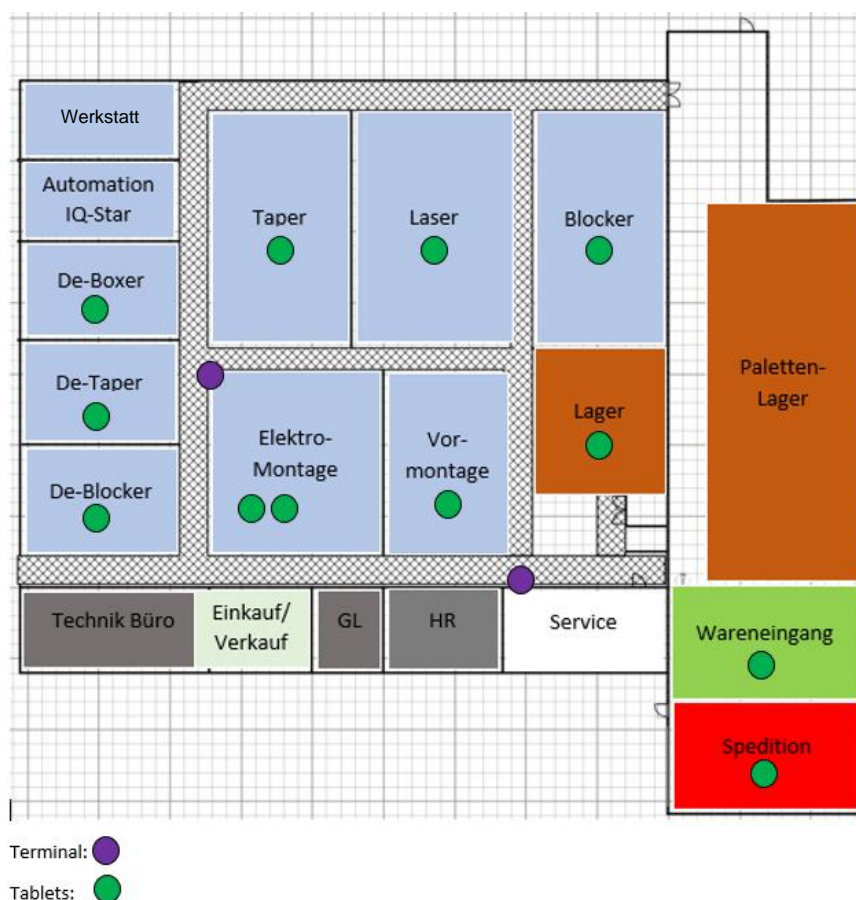 Werkstatt
Automation
IQ-Star
De-Boxer
De-Taper
De-Blocker
Taper
Laser
Blocker
Elektro-
Montage
Vor-
montage
Lager
Paletten-
Lager
Technik Büro
Einkauf/
Verkauf
GL
HR
Service
Wareneingang
Spedition
Terminal:
Tablets: